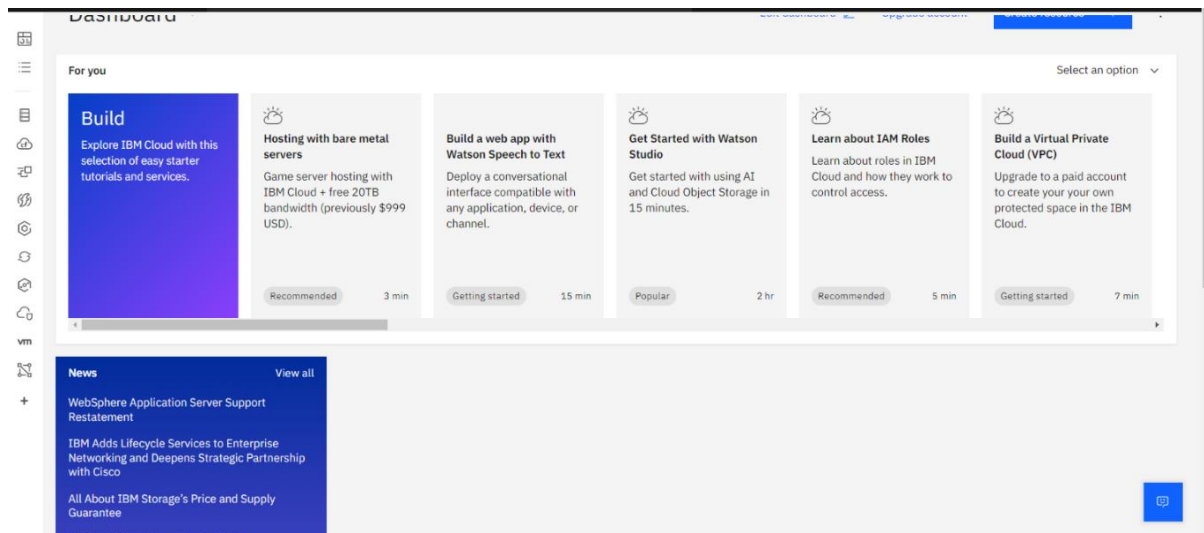 Dashboard
Edit dashboard
Upgrade account
Create resource
For you
Select an option
Build
Explore IBM Cloud with this
selection of easy starter
tutorials and services.
Hosting with bare metal
servers
Game server hosting with
IBM Cloud + free 20TB
bandwidth (previously $999
USD).
Recommended
3 min
Build a web app with
Watson Speech to Text
Deploy a conversational
interface compatible with
any application, device, or
channel.
Getting started
15 min
Get Started with Watson
Studio
Get started with using AI
and Cloud Object Storage in
15 minutes.
Popular
2 hr
Learn about IAM Roles
Learn about roles in IBM
Cloud and how they work to
control access.
Recommended
5 min
Build a Virtual Private
Cloud (VPC)
Upgrade to a paid account
to create your your own
protected space in the IBM
Cloud.
Getting started
7 min
vm
News
View all
WebSphere Application Server Support
Restatement
IBM Adds Lifecycle Services to Enterprise
Networking and Deepens Strategic Partnership
with Cisco
All About IBM Storage's Price and Supply
Guarantee